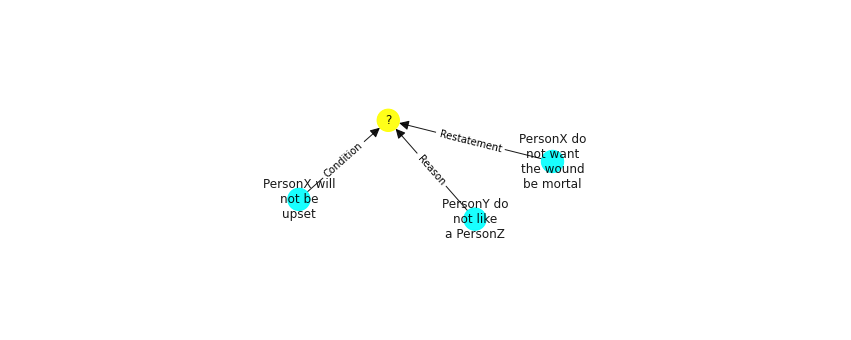 ?
Restatement
PersonX do
not want
the wound
be mortal
Condition
Reason
PersonX will
not be
upset
PersonY do
not like
a PersonZ